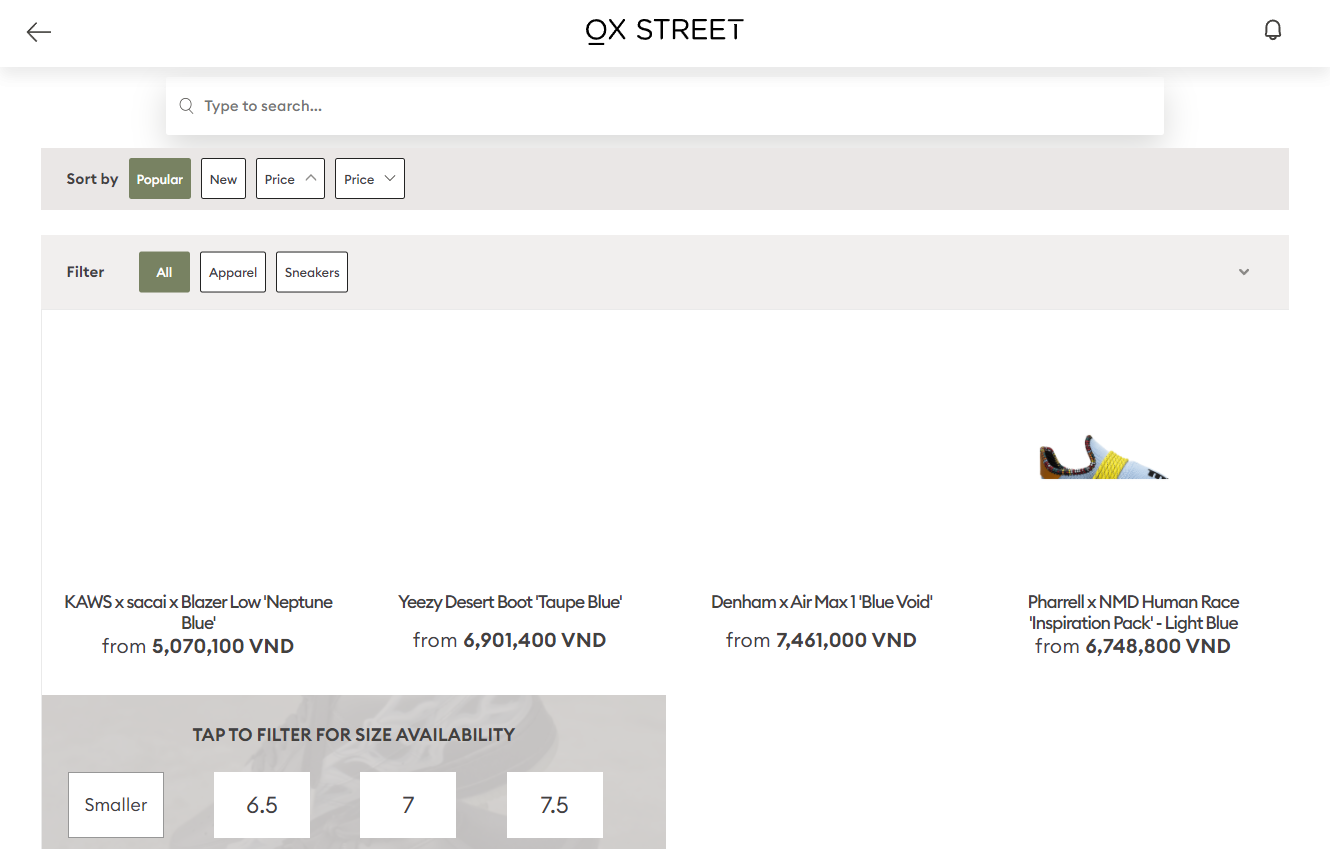 OX STREET
Type to search...
Sort by
Popular
New
Price
Price
Filter
All
Apparel
Sneakers
KAWS x sacai x Blazer Low 'Neptune
Blue'
from 5,070,100 VND
Yeezy Desert Boot 'Taupe Blue'
from 6,901,400 VND
Denham x Air Max 1 'Blue Void'
from 7,461,000 VND
Pharrell x NMD Human Race
'Inspiration Pack' - Light Blue
from 6,748,800 VND
TAP TO FILTER FOR SIZE AVAILABILITY
Smaller
6.5
7
7.5